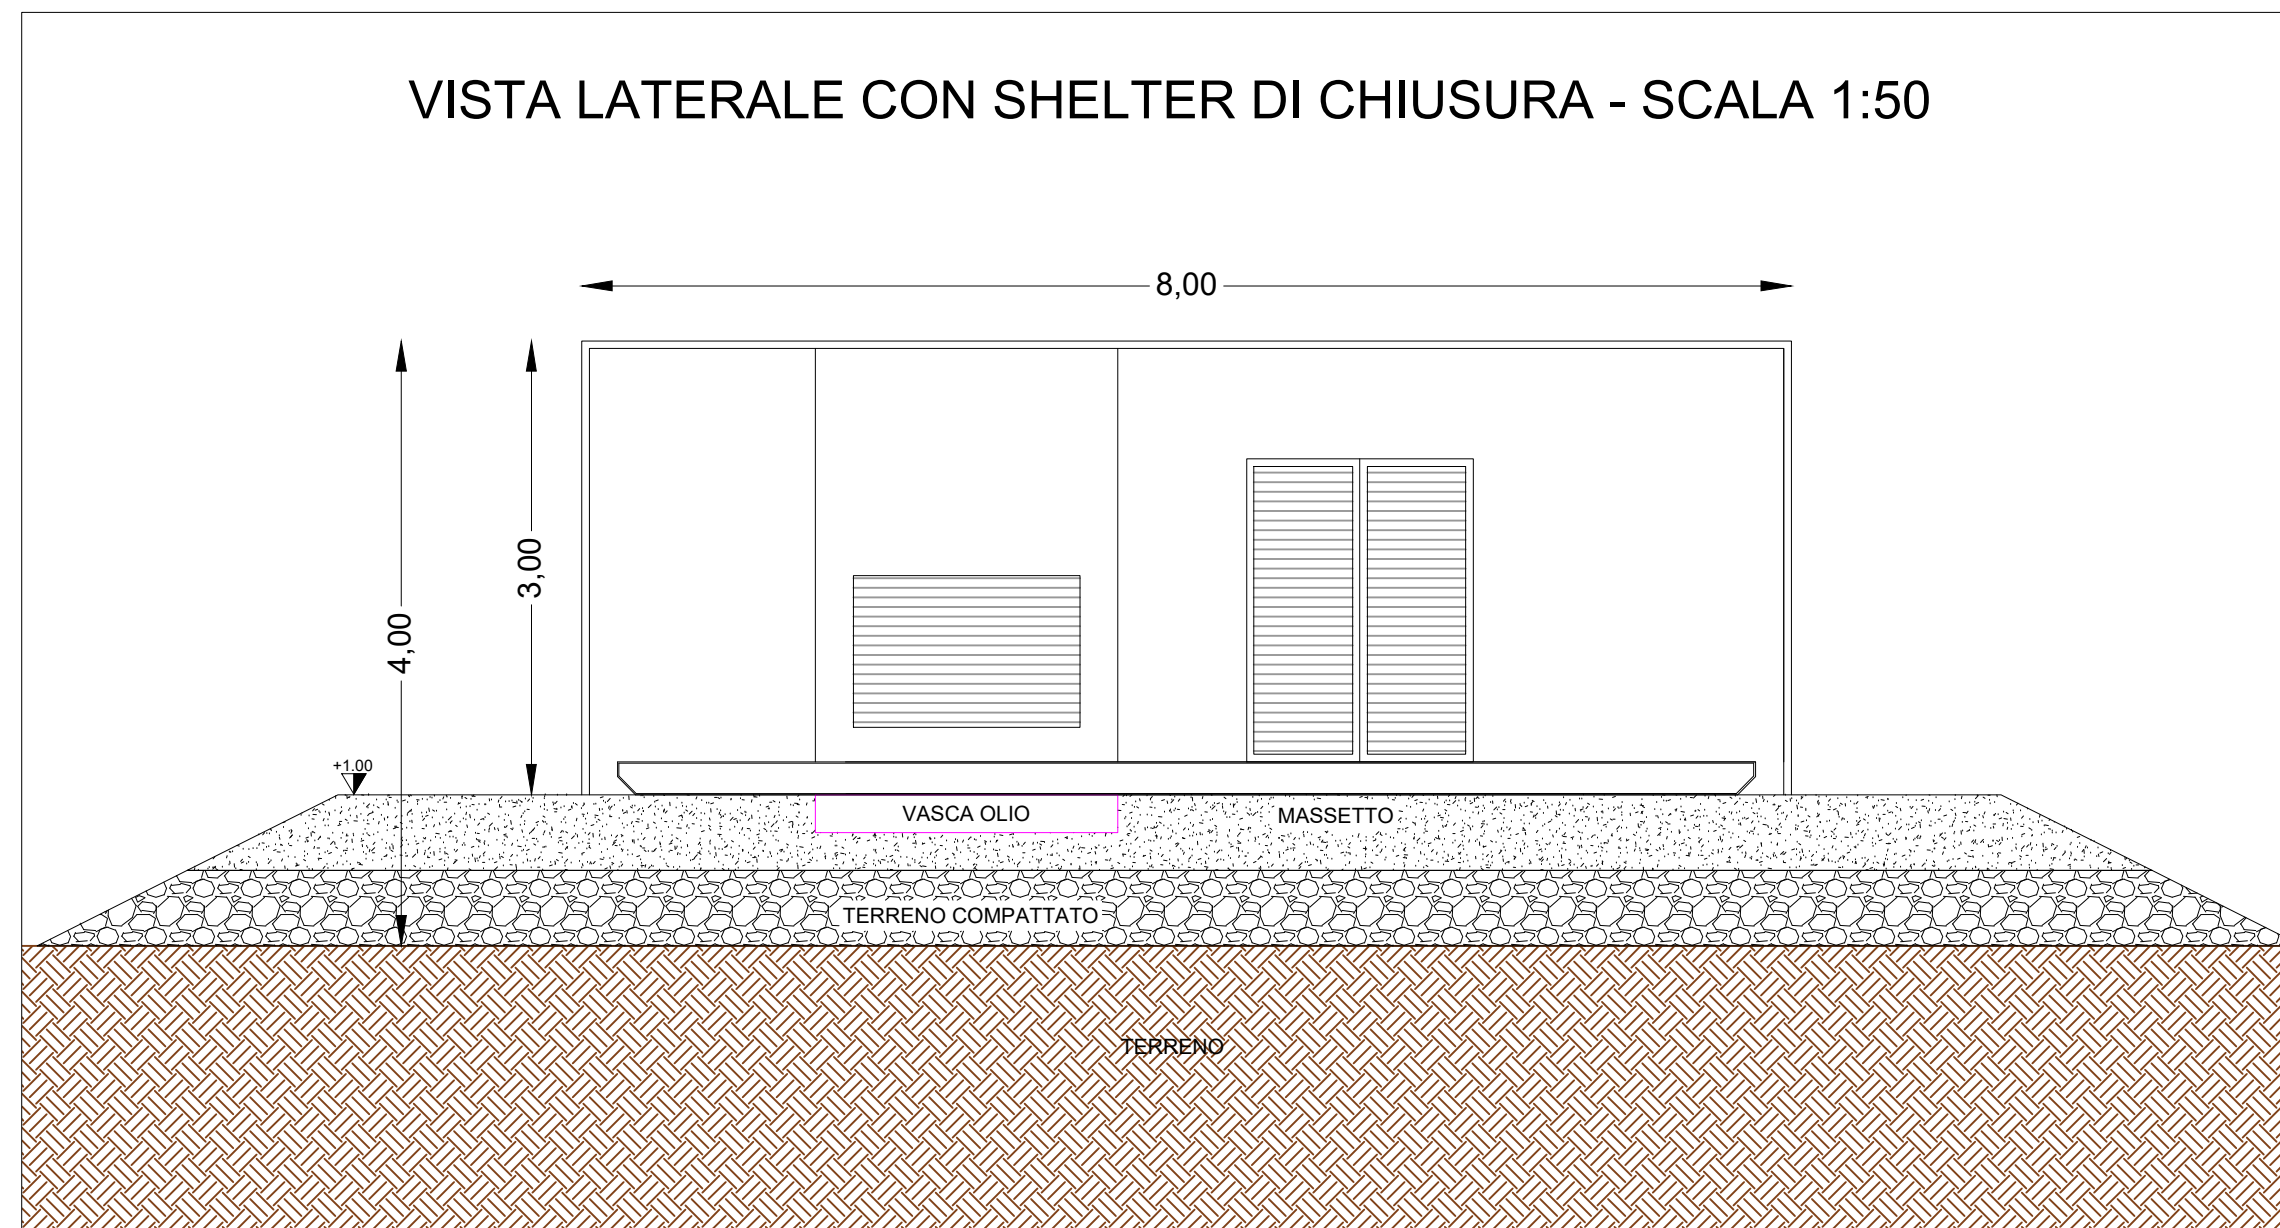 VISTA LATERALE CON SHELTER DI CHIUSURA - SCALA 1:50
8,00
3,00
4,00
+1.00
VASCA OLIO
MASSETTO
TERRENO COMPATTATO
TERRENO